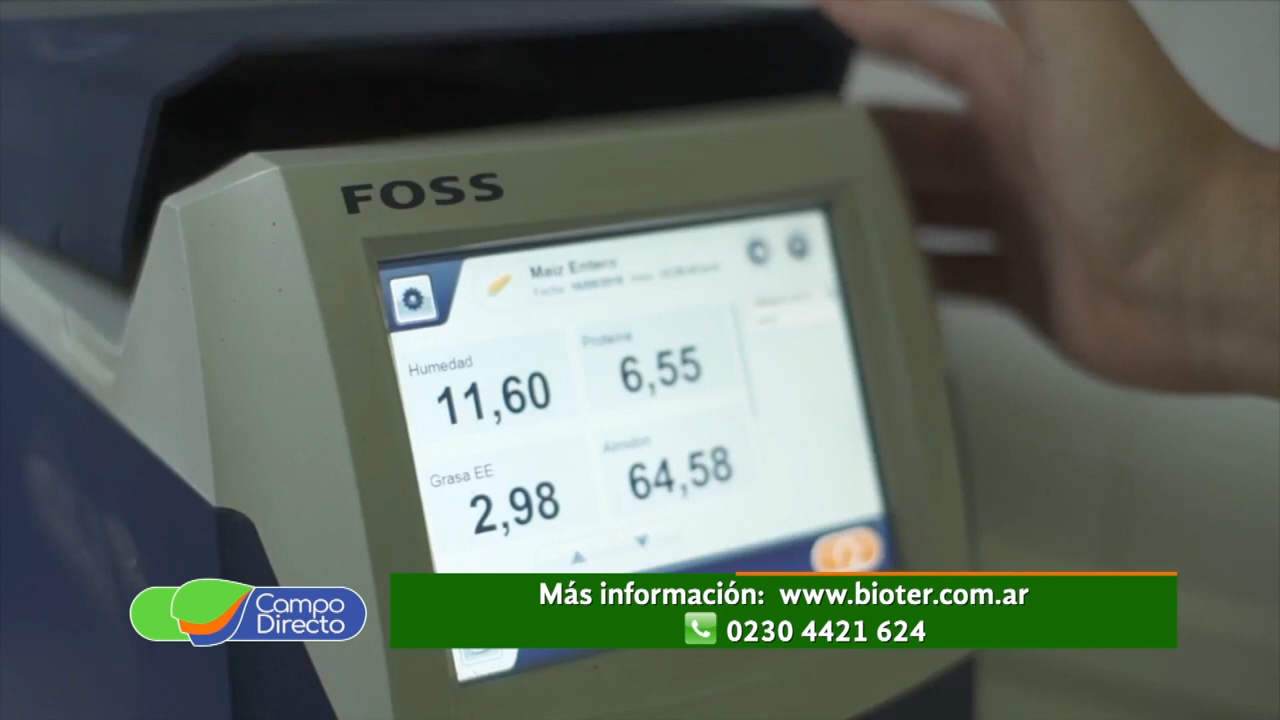 FOSS
Maiz Entero
Humedad
11,60
Proteina
6,55
Grasa EE
2,98
Almidon
64,58
Campo
Directo
Más información: www.bioter.com.ar
0230 4421 624